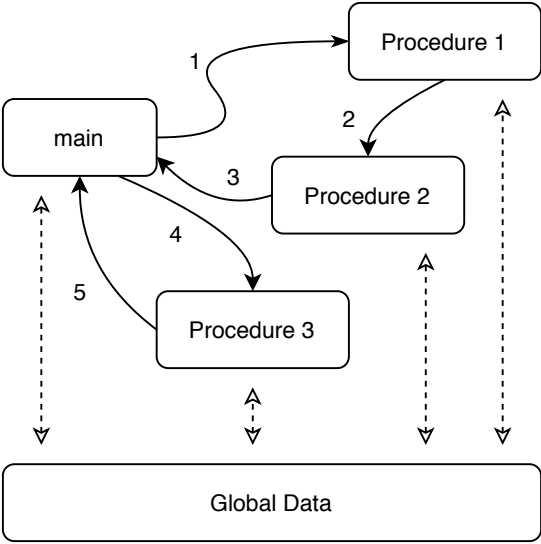 Procedure 1
1
main
2
Procedure 2
3
4
5
Procedure 3
Global Data